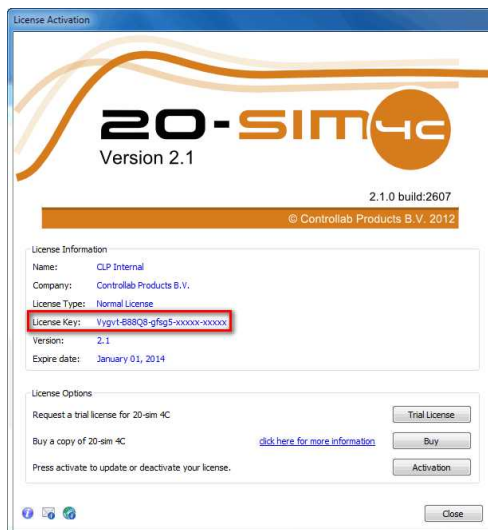 License Activation
20-SIM 4C
Version 2.1
2.1.0 build:2607
© Controllab Products B.V. 2012
License Information
Name: CLP Internal
Company: Controllab Products B.V.
License Type: Normal License
License Key: Vygvt-B88Q8-gfsg5-xxxxx-xxxxx
Version: 2.1
Expire date: January 01, 2014
License Options
Request a trial license for 20-sim 4C Trial License
Buy a copy of 20-sim 4C click here for more information Buy
Press activate to update or deactivate your license. Activation
Close